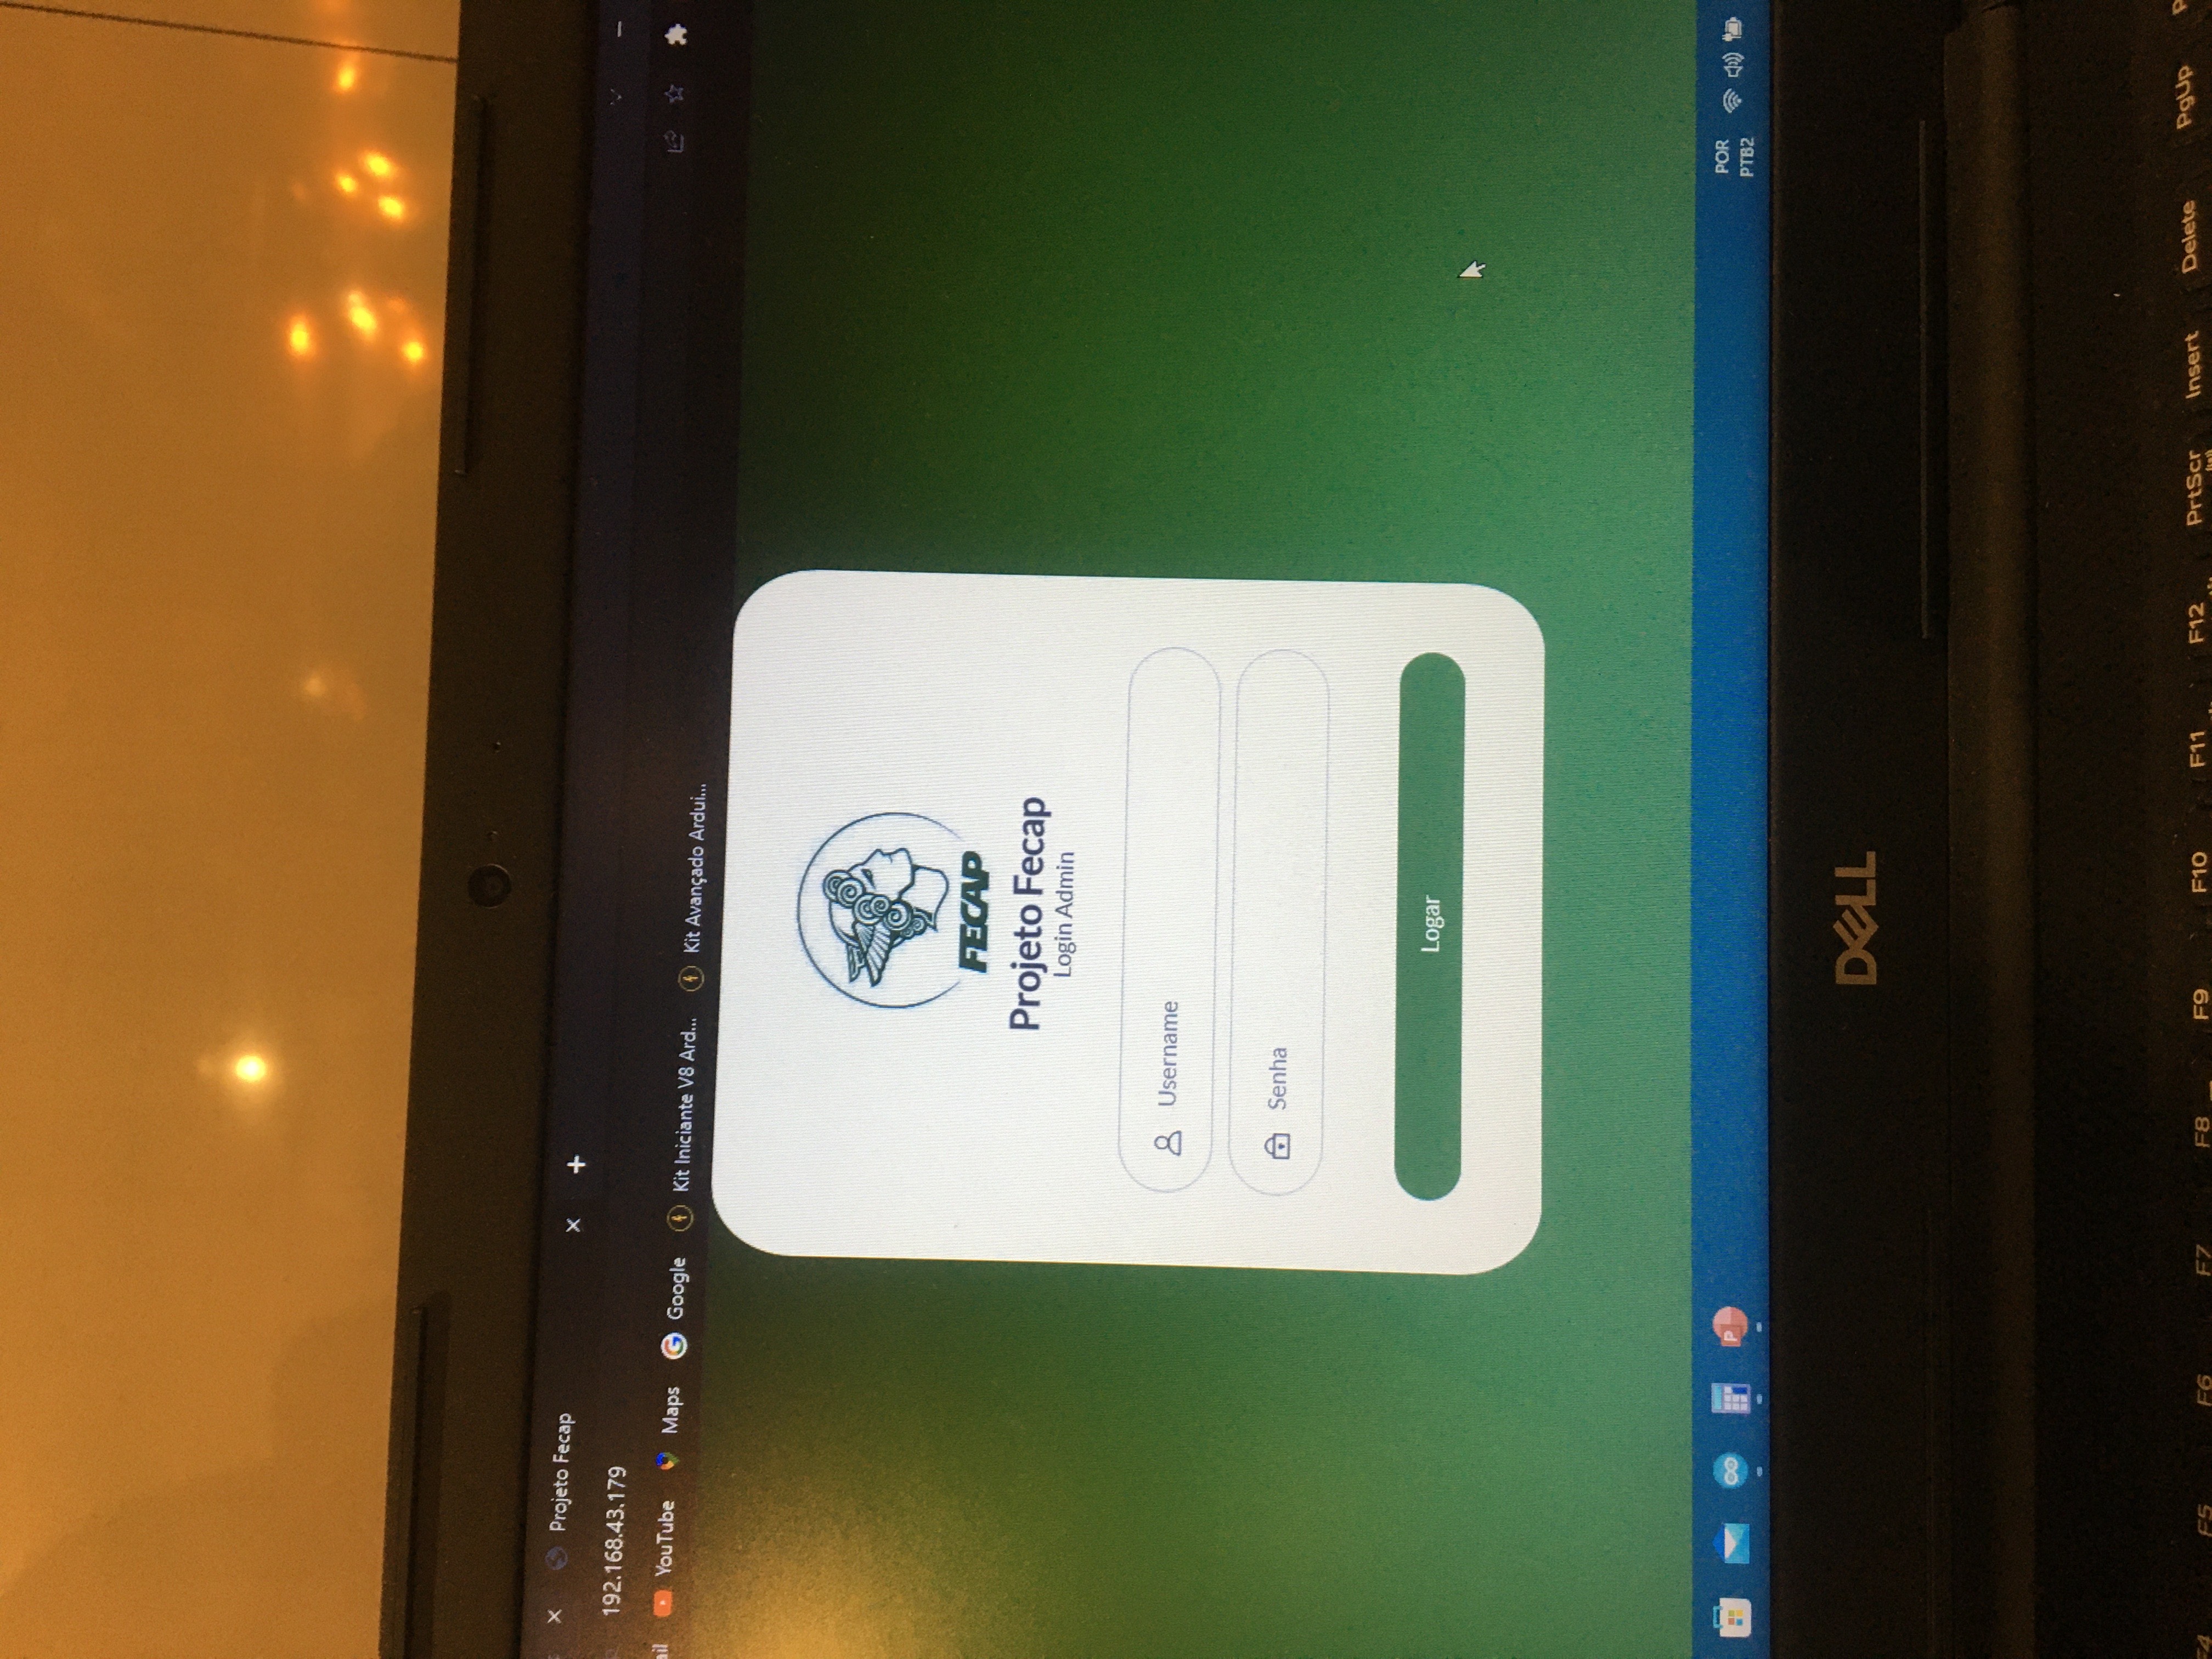 Projeto Fecap
192.168.43.179
ail YouTube Maps Google Kit Iniciante V8 Ard... Kit Avançado Ardui...
FECAP
Projeto Fecap
Login Admin
Username
Senha
Logar
POR
PTB2
DELL
F4 F5 F6 F7 F8 F9 F10 F11 F12 PrtScr Insert Delete PgUp